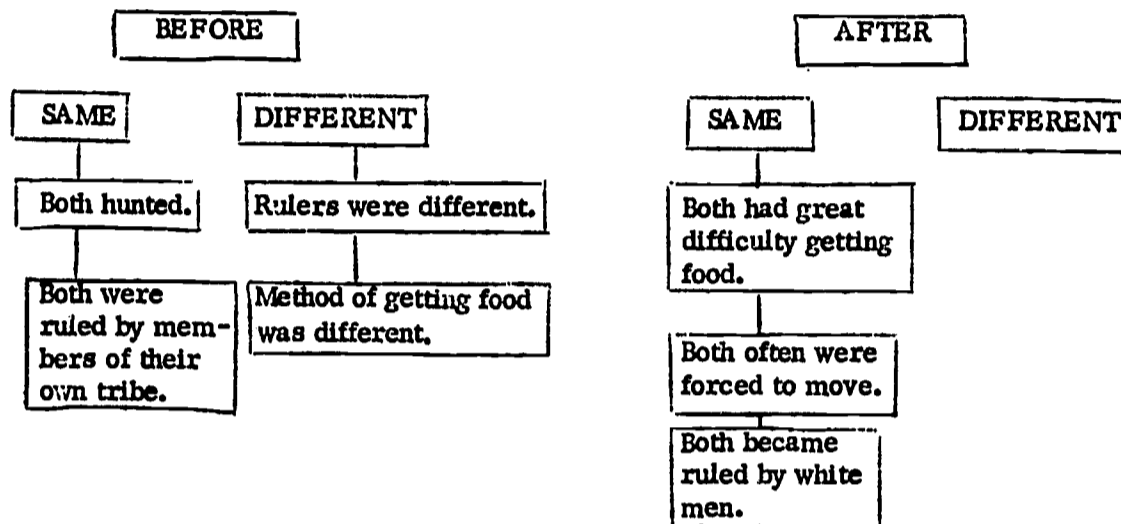 BEFORE
SAME
DIFFERENT
Both hunted.
Rulers were different.
Both were
ruled by mem-
bers of their
own tribe.
Method of getting food
was different.
AFTER
SAME
DIFFERENT
Both had great
difficulty getting
food.
Both often were
forced to move.
Both became
ruled by white
men.